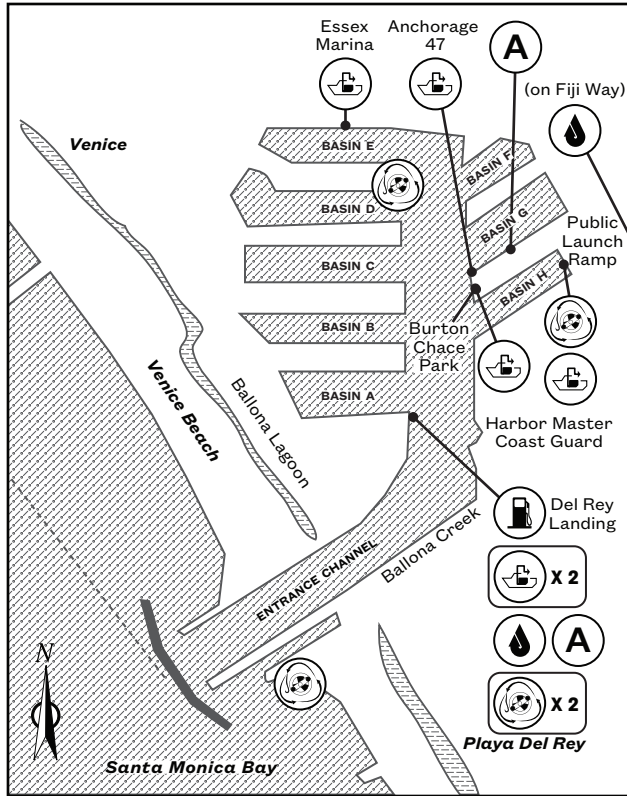 Essex
Marina
Anchorage
47
A
(on Fiji Way)
Venice
BASIN E
BASIN F
BASIN D
BASIN G
Public
Launch
Ramp
BASIN C
BASIN H
Burton
Chace
Park
BASIN B
Venice Beach
Ballona Lagoon
BASIN A
Harbor Master
Coast Guard
Del Rey
Landing
Ballona Creek
ENTRANCE CHANNEL
X 2
A
N
X 2
Playa Del Rey
Santa Monica Bay